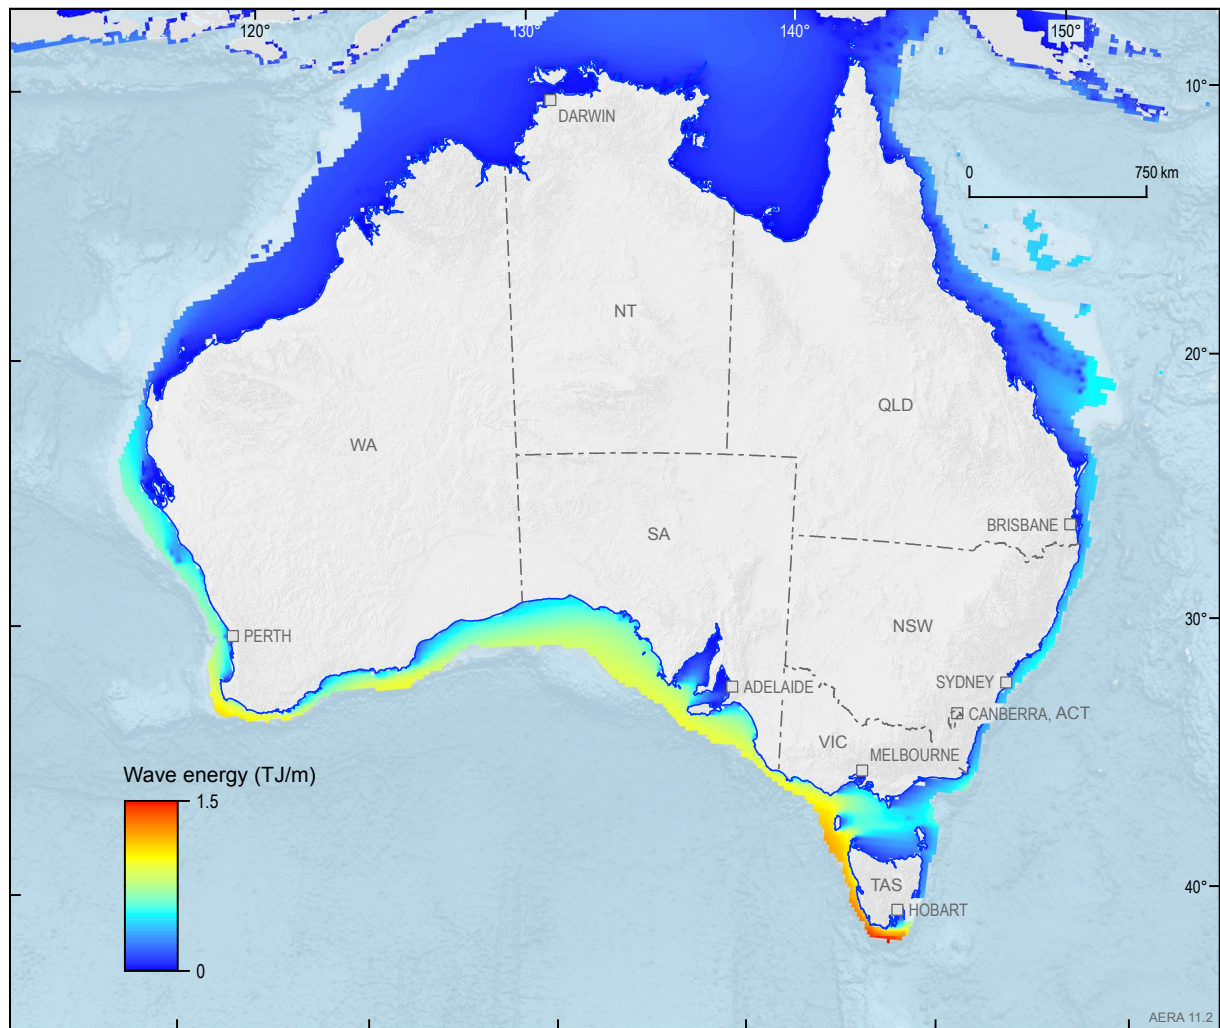 120°
130°
140°
150°
10°
DARWIN
0
750 km
NT
20°
QLD
WA
BRISBANE
SA
30°
NSW
PERTH
SYDNEY
ADELAIDE
CANBERRA, ACT
VIC
MELBOURNE
Wave energy (TJ/m)
1.5
0
TAS
40°
HOBART
AERA 11.2